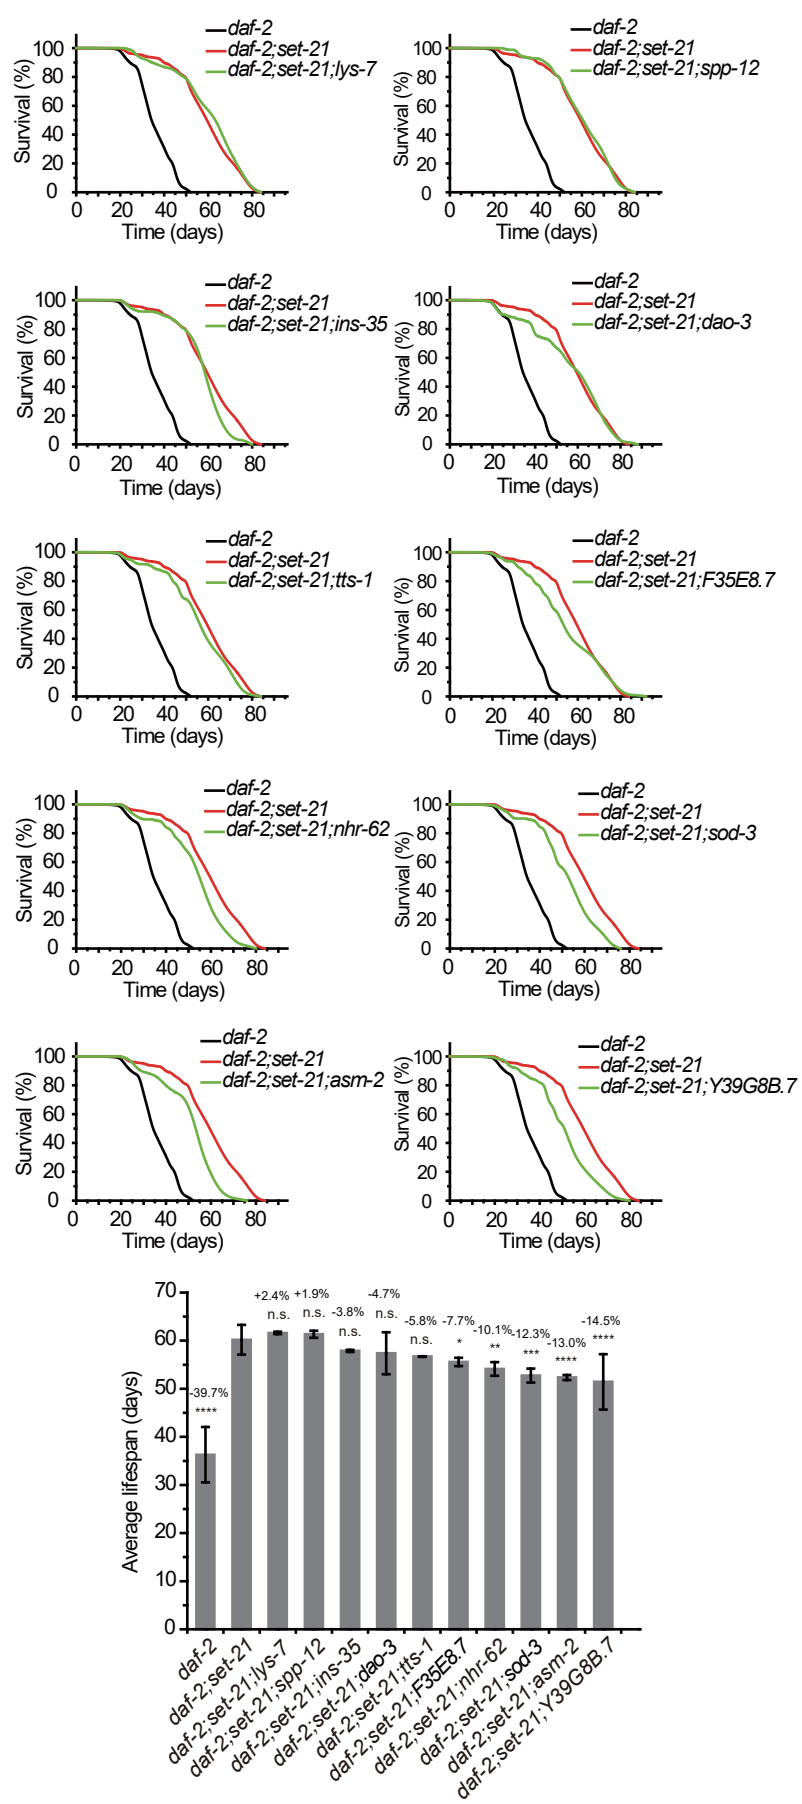 daf-2
daf-2;set-21
daf-2;set-21;lys-7
Survival (%)
100
80
60
40
20
0
0 20 40 60 80
Time (days)
daf-2
daf-2;set-21
daf-2;set-21;spp-12
Survival (%)
100
80
60
40
20
0
0 20 40 60 80
Time (days)
daf-2
daf-2;set-21
daf-2;set-21;ins-35
Survival (%)
100
80
60
40
20
0
0 20 40 60 80
Time (days)
daf-2
daf-2;set-21
daf-2;set-21;dao-3
Survival (%)
100
80
60
40
20
0
0 20 40 60 80
Time (days)
daf-2
daf-2;set-21
daf-2;set-21;tts-1
Survival (%)
100
80
60
40
20
0
0 20 40 60 80
Time (days)
daf-2
daf-2;set-21
daf-2;set-21;F35E8.7
Survival (%)
100
80
60
40
20
0
0 20 40 60 80
Time (days)
daf-2
daf-2;set-21
daf-2;set-21;nhr-62
Survival (%)
100
80
60
40
20
0
0 20 40 60 80
Time (days)
daf-2
daf-2;set-21
daf-2;set-21;sod-3
Survival (%)
100
80
60
40
20
0
0 20 40 60 80
Time (days)
daf-2
daf-2;set-21
daf-2;set-21;asm-2
Survival (%)
100
80
60
40
20
0
0 20 40 60 80
Time (days)
daf-2
daf-2;set-21
daf-2;set-21;Y39G8B.7
Survival (%)
100
80
60
40
20
0
0 20 40 60 80
Time (days)
Average lifespan (days)
70
60
50
40
30
20
10
0
-39.7%
****
+2.4%
n.s.
+1.9%
n.s.
-3.8%
n.s.
-4.7%
n.s.
-5.8%
n.s.
-7.7%
*
-10.1%
**
-12.3%
***
-13.0%
****
-14.5%
****
daf-2
daf-2;set-21
daf-2;set-21;lys-7
daf-2;set-21;spp-12
daf-2;set-21;ins-35
daf-2;set-21;dao-3
daf-2;set-21;tts-1
daf-2;set-21;F35E8.7
daf-2;set-21;nhr-62
daf-2;set-21;sod-3
daf-2;set-21;asm-2
daf-2;set-21;Y39G8B.7